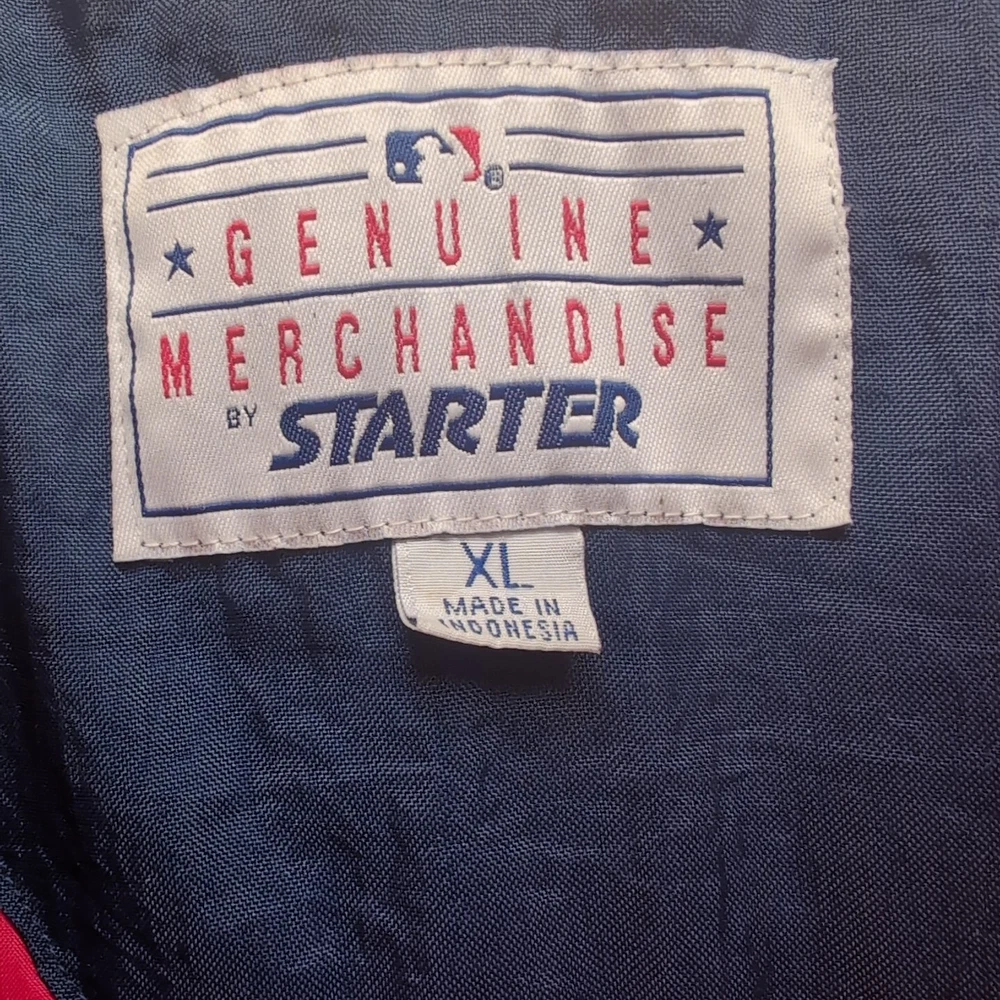 GENUINE
MERCHANDISE
BY STARTER
XL
MADE IN
INDONESIA